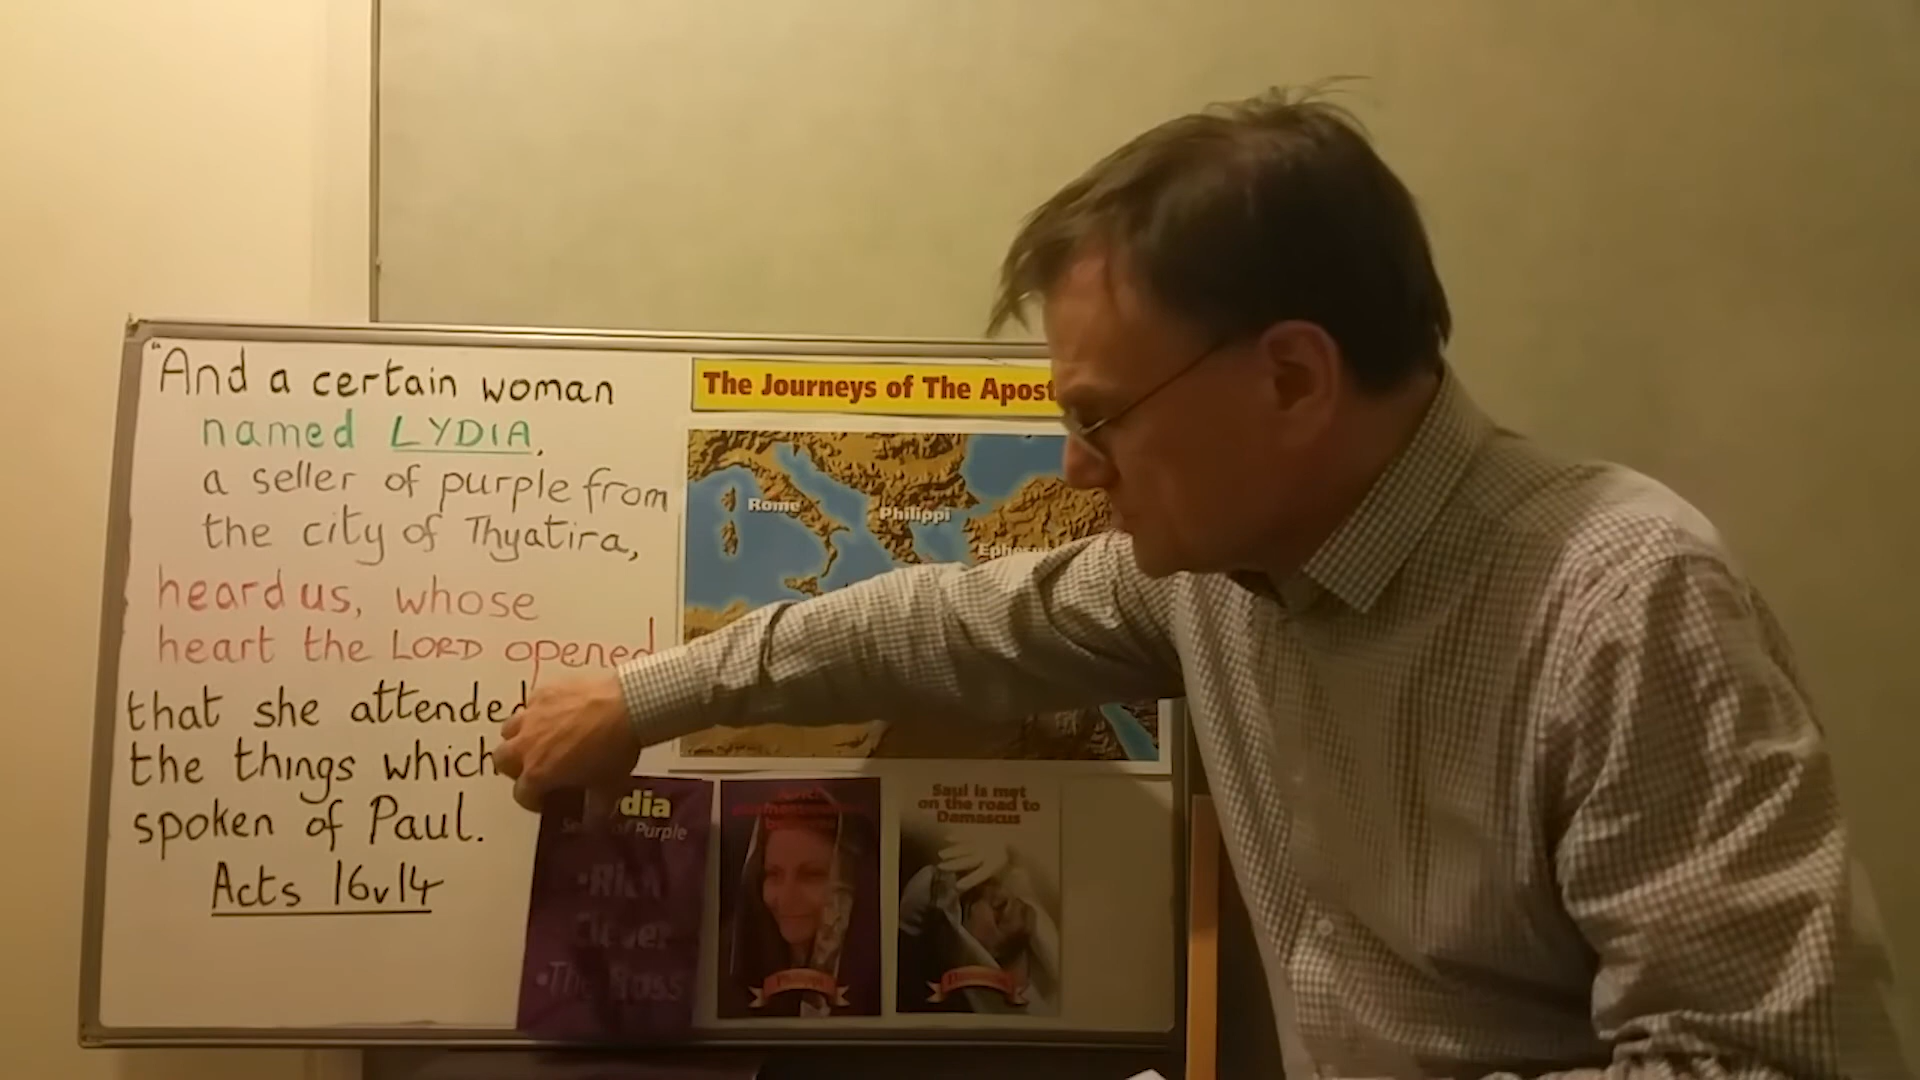 "And a certain woman
named LYDIA,
a seller of purple from
the city of Thyatira,
heard us, whose
heart the LORD opened
that she attended
the things which
spoken of Paul.
Acts 16v14
The Journeys of The Apost
Rome
Philippi
Ephesus
dia
of Purple
Saul is met
on the road to
Damascus